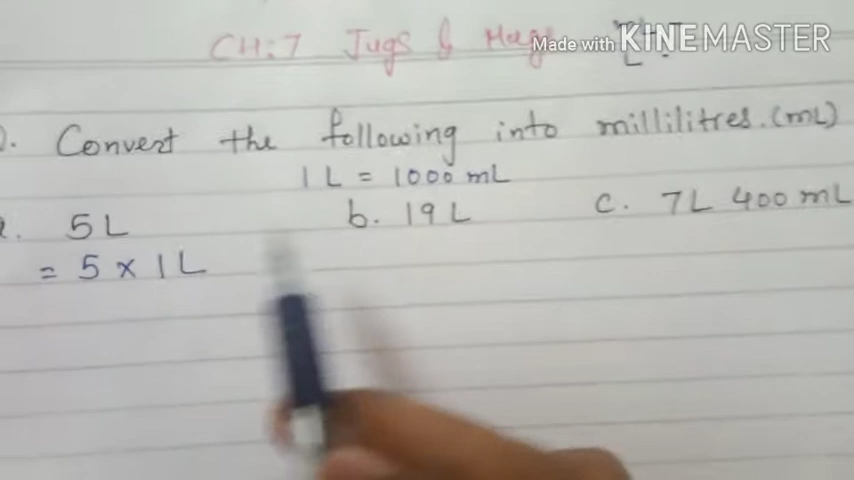 CH:7 Jugs & Mugs
Made with KINEMASTER
Convert the following into millilitres.(mL)
1 L = 1000 mL
5 L b. 19 L c. 7L 400 mL
= 5 × 1 L